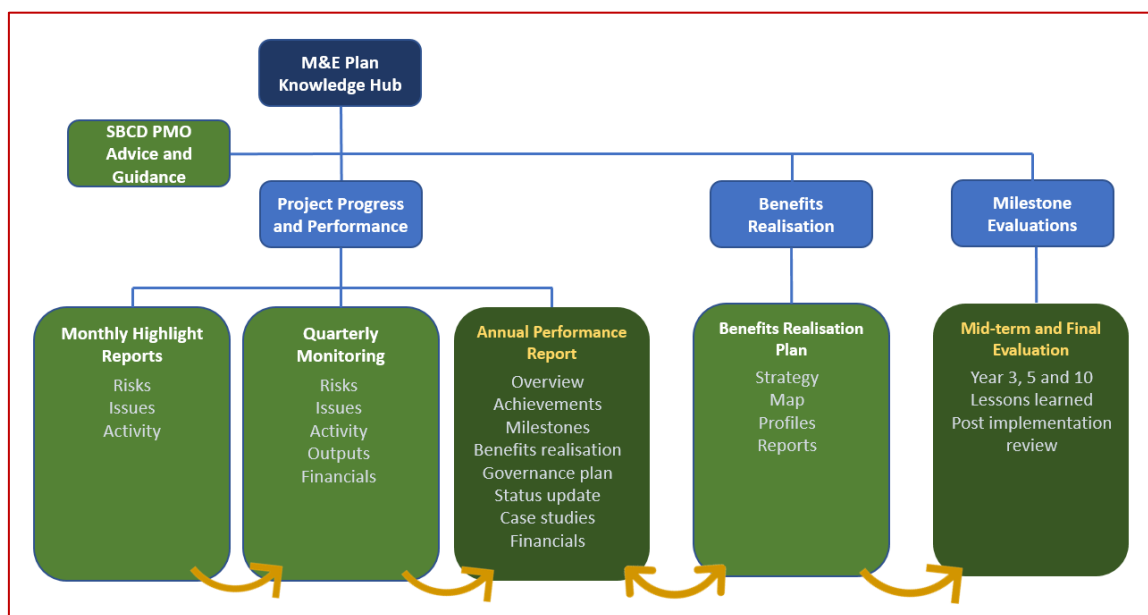 M&E Plan
Knowledge Hub
SBCD PMO
Advice and
Guidance
Project Progress
and Performance
Benefits
Realisation
Milestone
Evaluations
Monthly Highlight
Reports
Risks
Issues
Activity
Quarterly
Monitoring
Risks
Issues
Activity
Outputs
Financials
Annual Performance
Report
Overview
Achievements
Milestones
Benefits realisation
Governance plan
Status update
Case studies
Financials
Benefits Realisation
Plan
Strategy
Map
Profiles
Reports
Mid-term and Final
Evaluation
Year 3, 5 and 10
Lessons learned
Post implementation
review